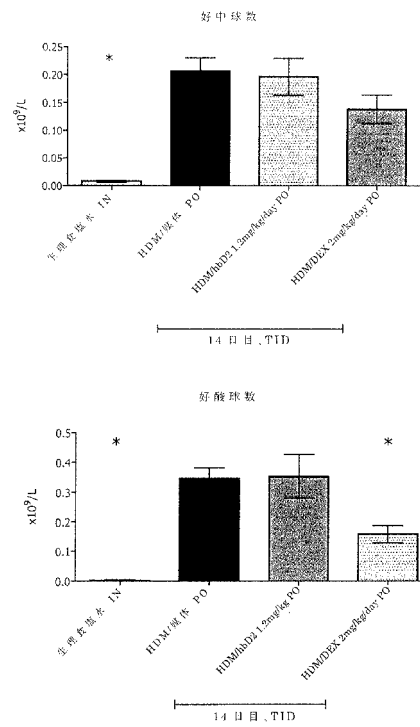 好中球数
*
0.25
0.20
0.15
0.10
0.05
0.00
x10⁹/L
生理食塩水 IN
HDM/媒体 PO
HDM/hbD2 1.2mg/kg/day PO
HDM/DEX 2mg/kg/day PO
14 日目,TID
好酸球数
*
*
0.5
0.4
0.3
0.2
0.1
0.0
x10⁹/L
生理食塩水 IN
HDM/媒体 PO
HDM/hbD2 1.2mg/kg PO
HDM/DEX 2mg/kg/day PO
14 日目,TID